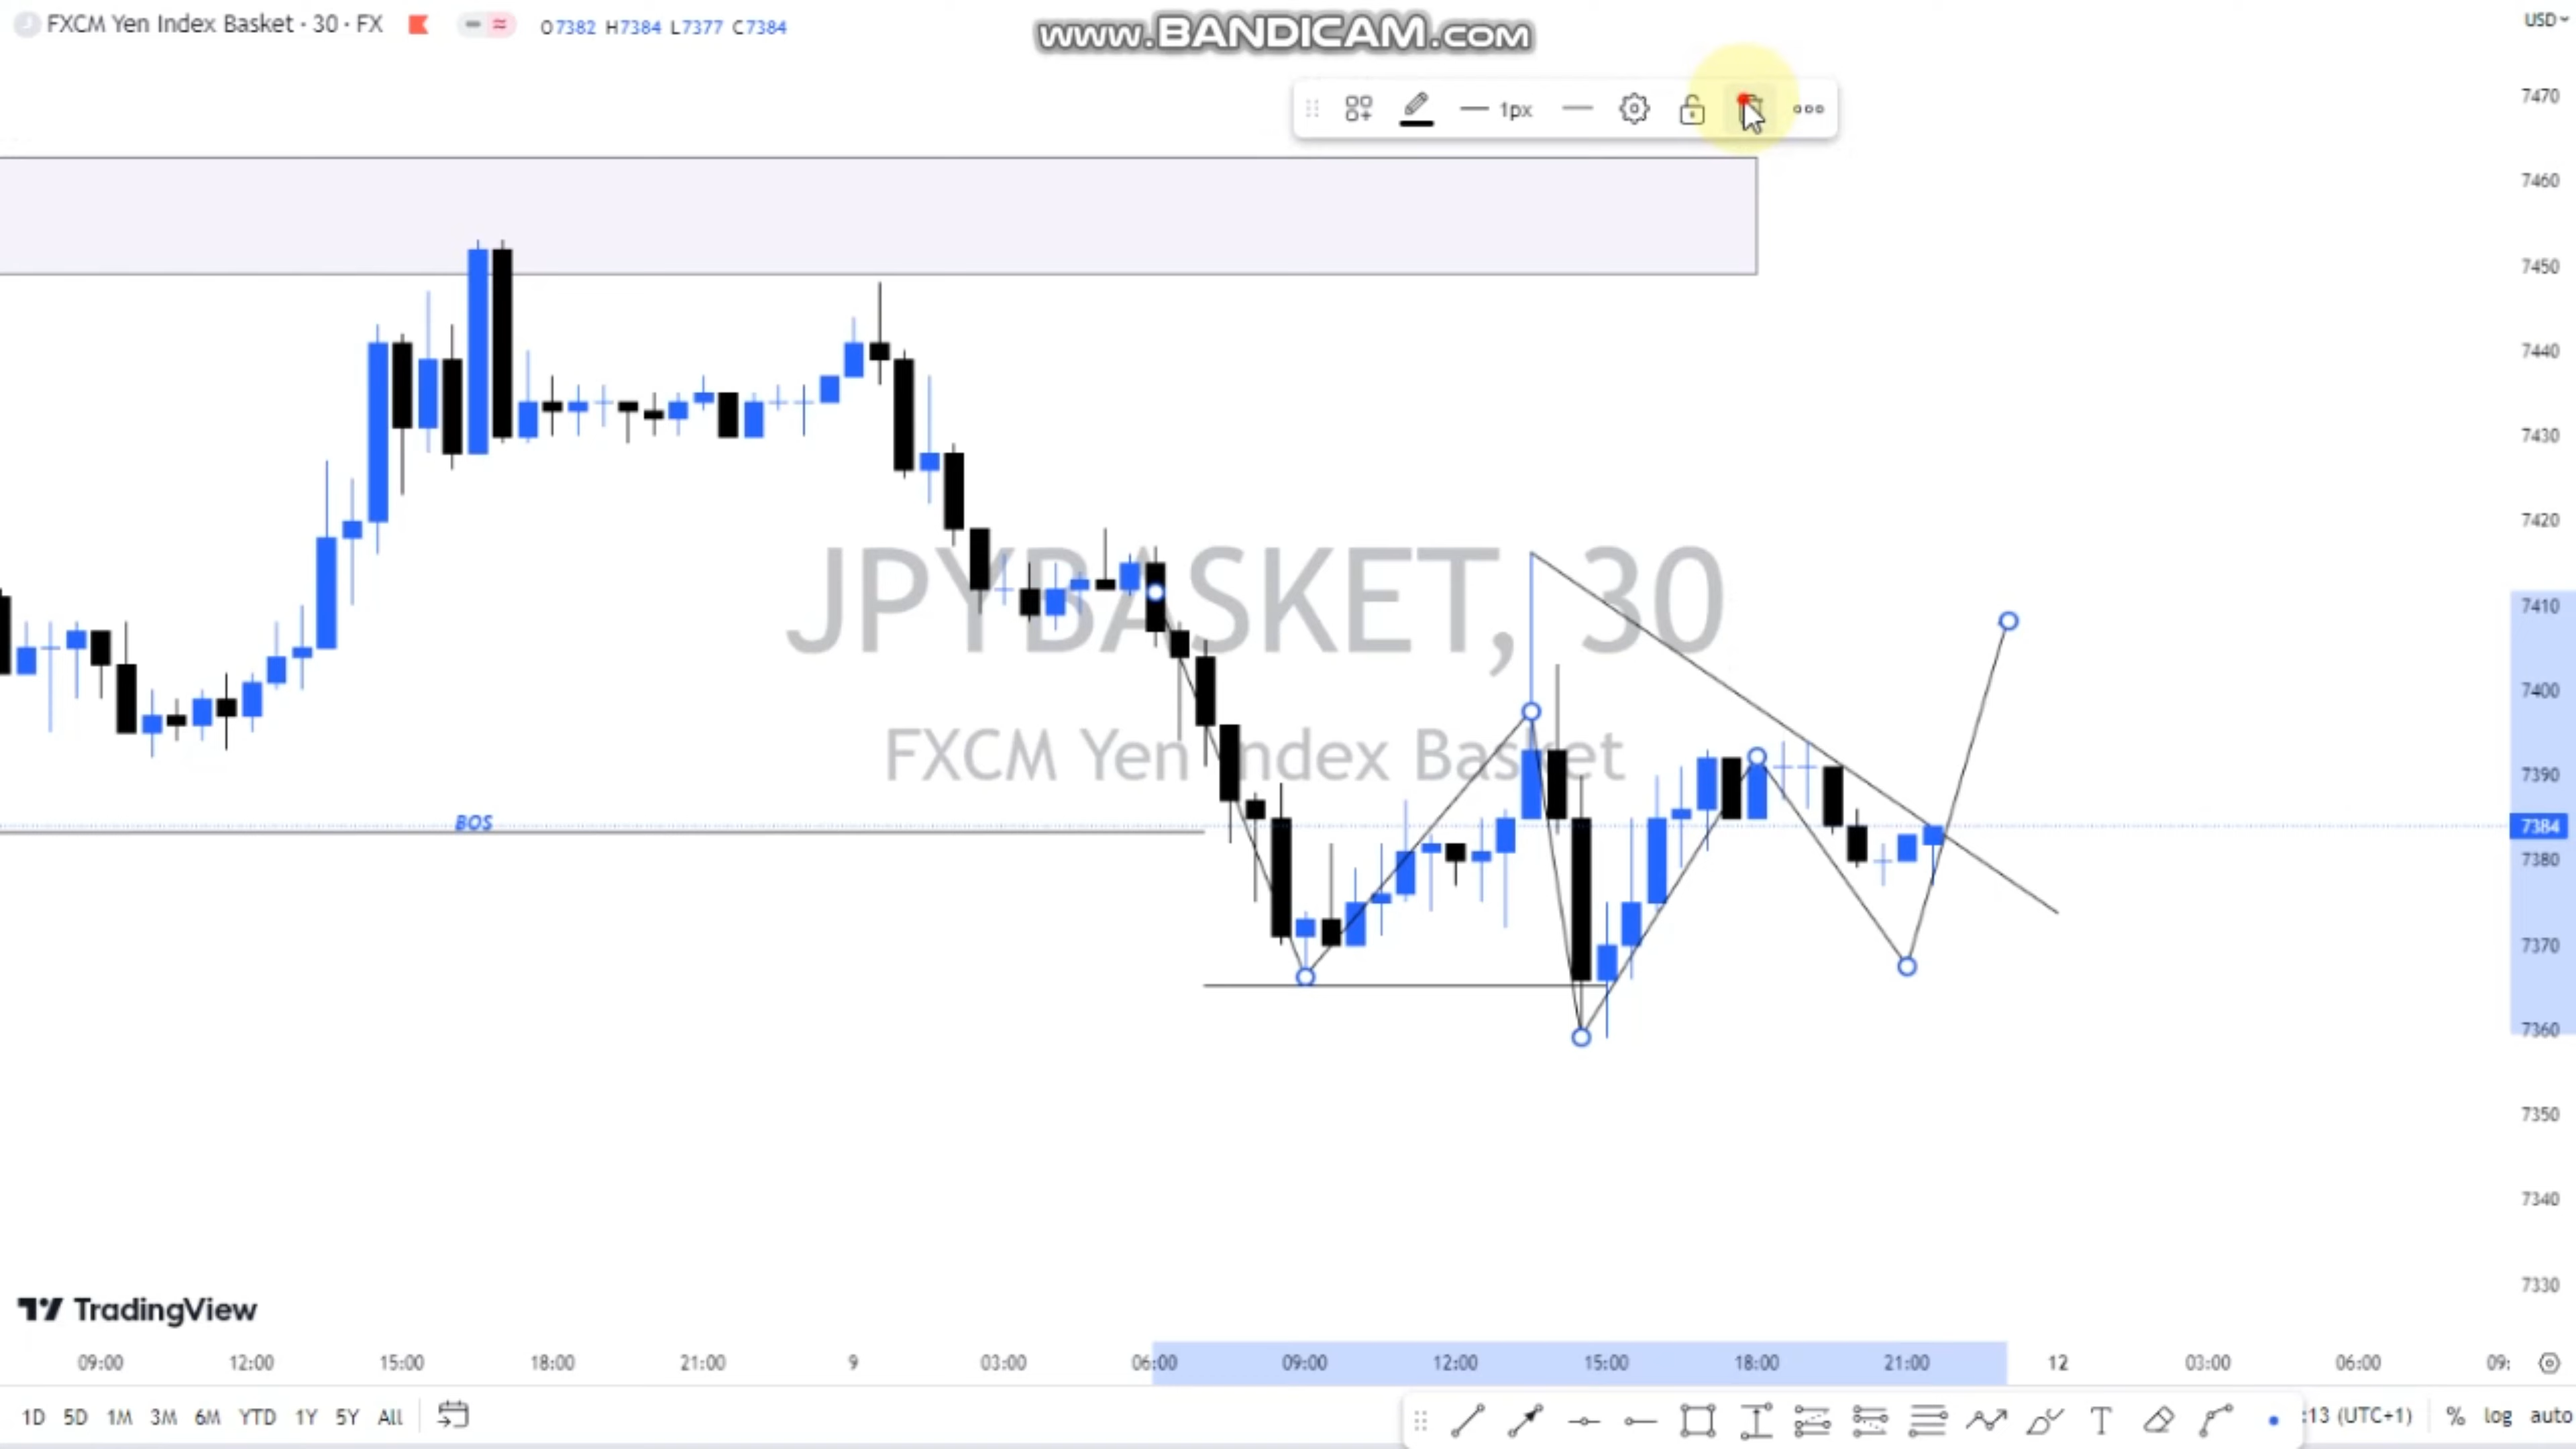 FXCM Yen Index Basket · 30 · FX O7382 H7384 L7377 C7384
www.BANDICAM.com
USD
1px
7470
7460
7450
7440
7430
7420
7410
7400
7390
7384
7380
7370
7360
7350
7340
7330
JPYBASKET, 30
FXCM Yen Index Basket
BOS
TradingView
09:00 12:00 15:00 18:00 21:00 9 03:00 06:00 09:00 12:00 15:00 18:00 21:00 12 03:00 06:00 09:
1D 5D 1M 3M 6M YTD 1Y 5Y All
:13 (UTC+1) % log auto